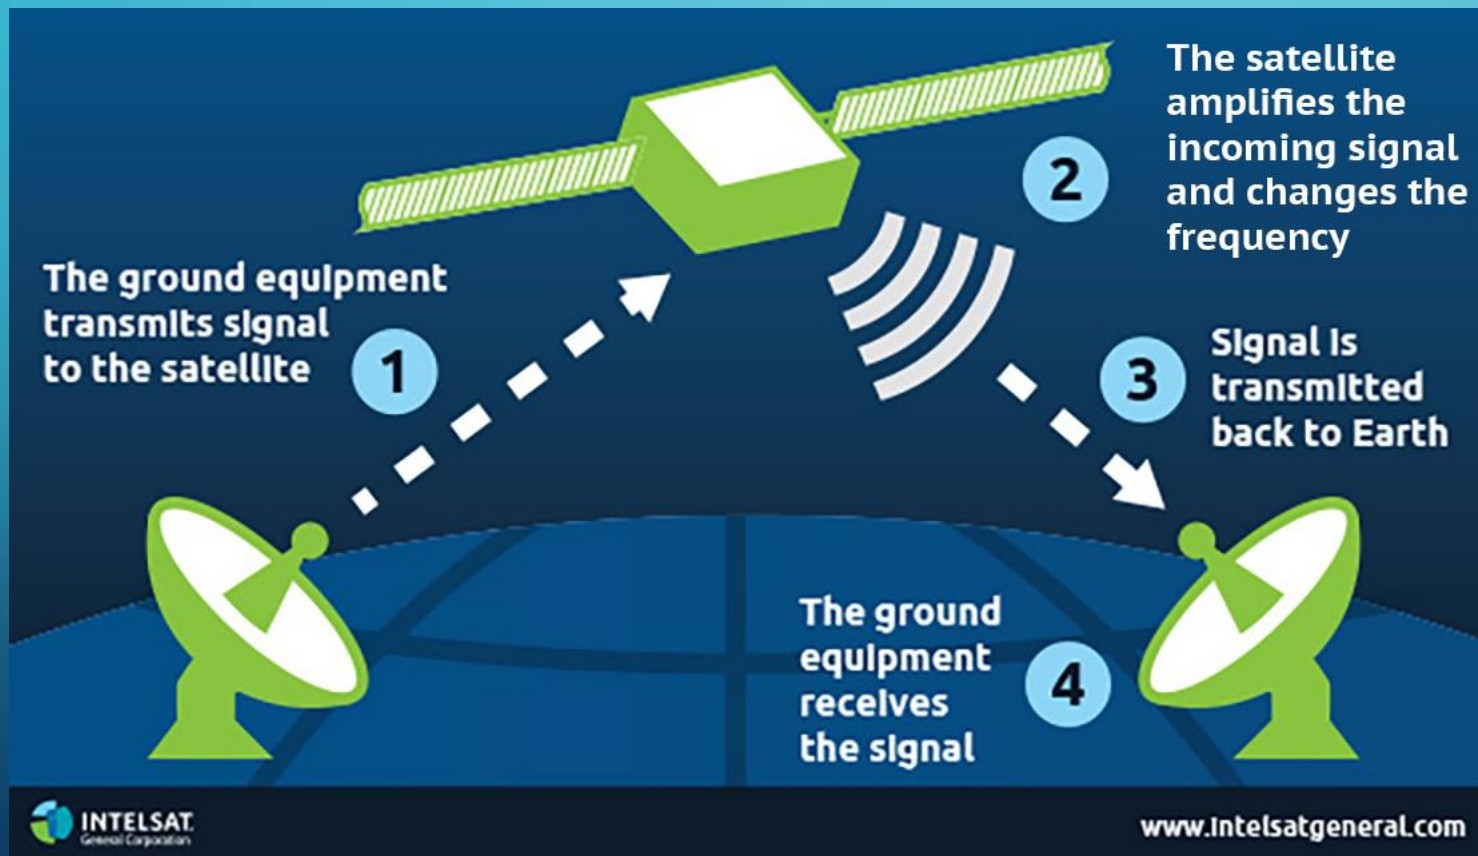 The ground equipment
transmits signal
to the satellite
1
2
The satellite
amplifies the
incoming signal
and changes the
frequency
3
Signal is
transmitted
back to Earth
The ground
equipment
receives
the signal
4
INTELSAT.
General Corporation
www.intelsatgeneral.com